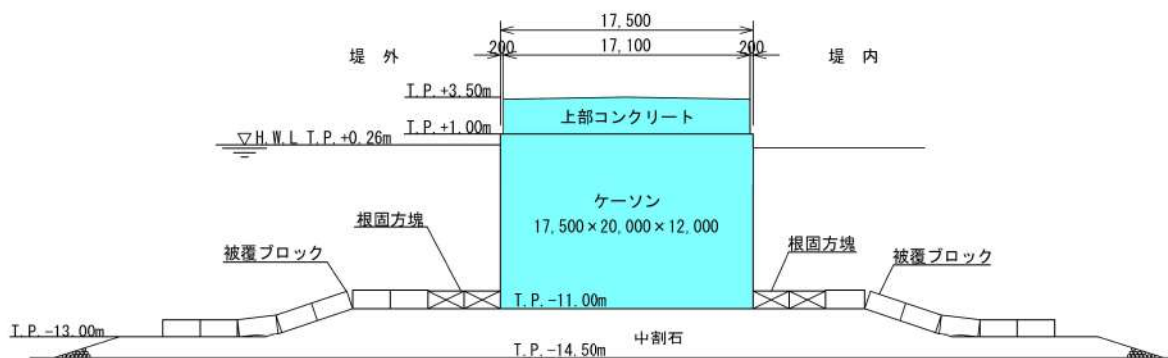 17,500
200
17,100
200
堤 外
堤 内
T.P.+3.50m
上部コンクリート
T.P.+1.00m
▽H.W.L T.P.+0.26m
ケーソン
17,500×20,000×12,000
根固方塊
根固方塊
被覆ブロック
被覆ブロック
T.P.-11.00m
T.P.-13.00m
中割石
T.P.-14.50m